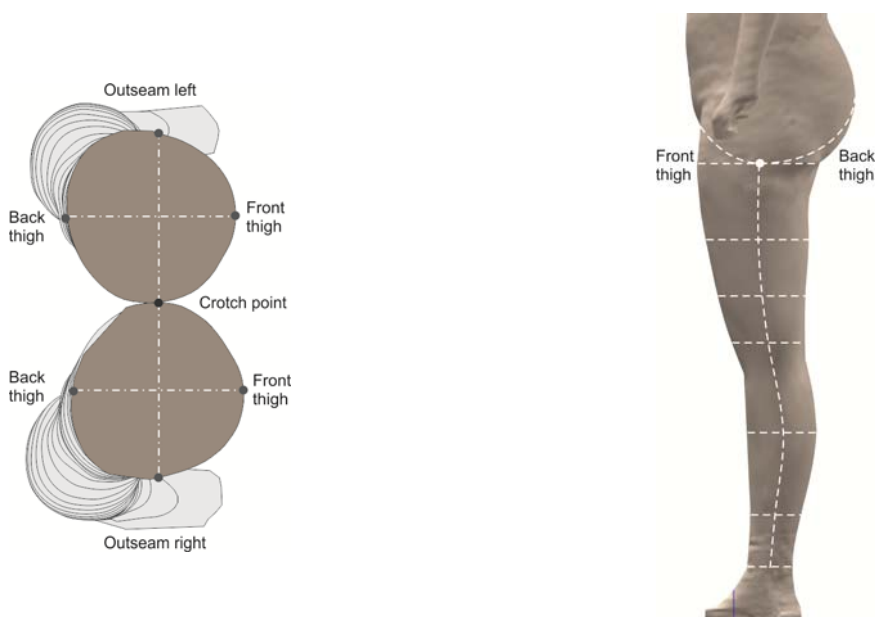 Outseam left
Back
thigh
Front
thigh
Crotch point
Back
thigh
Front
thigh
Outseam right
Front
thigh
Back
thigh